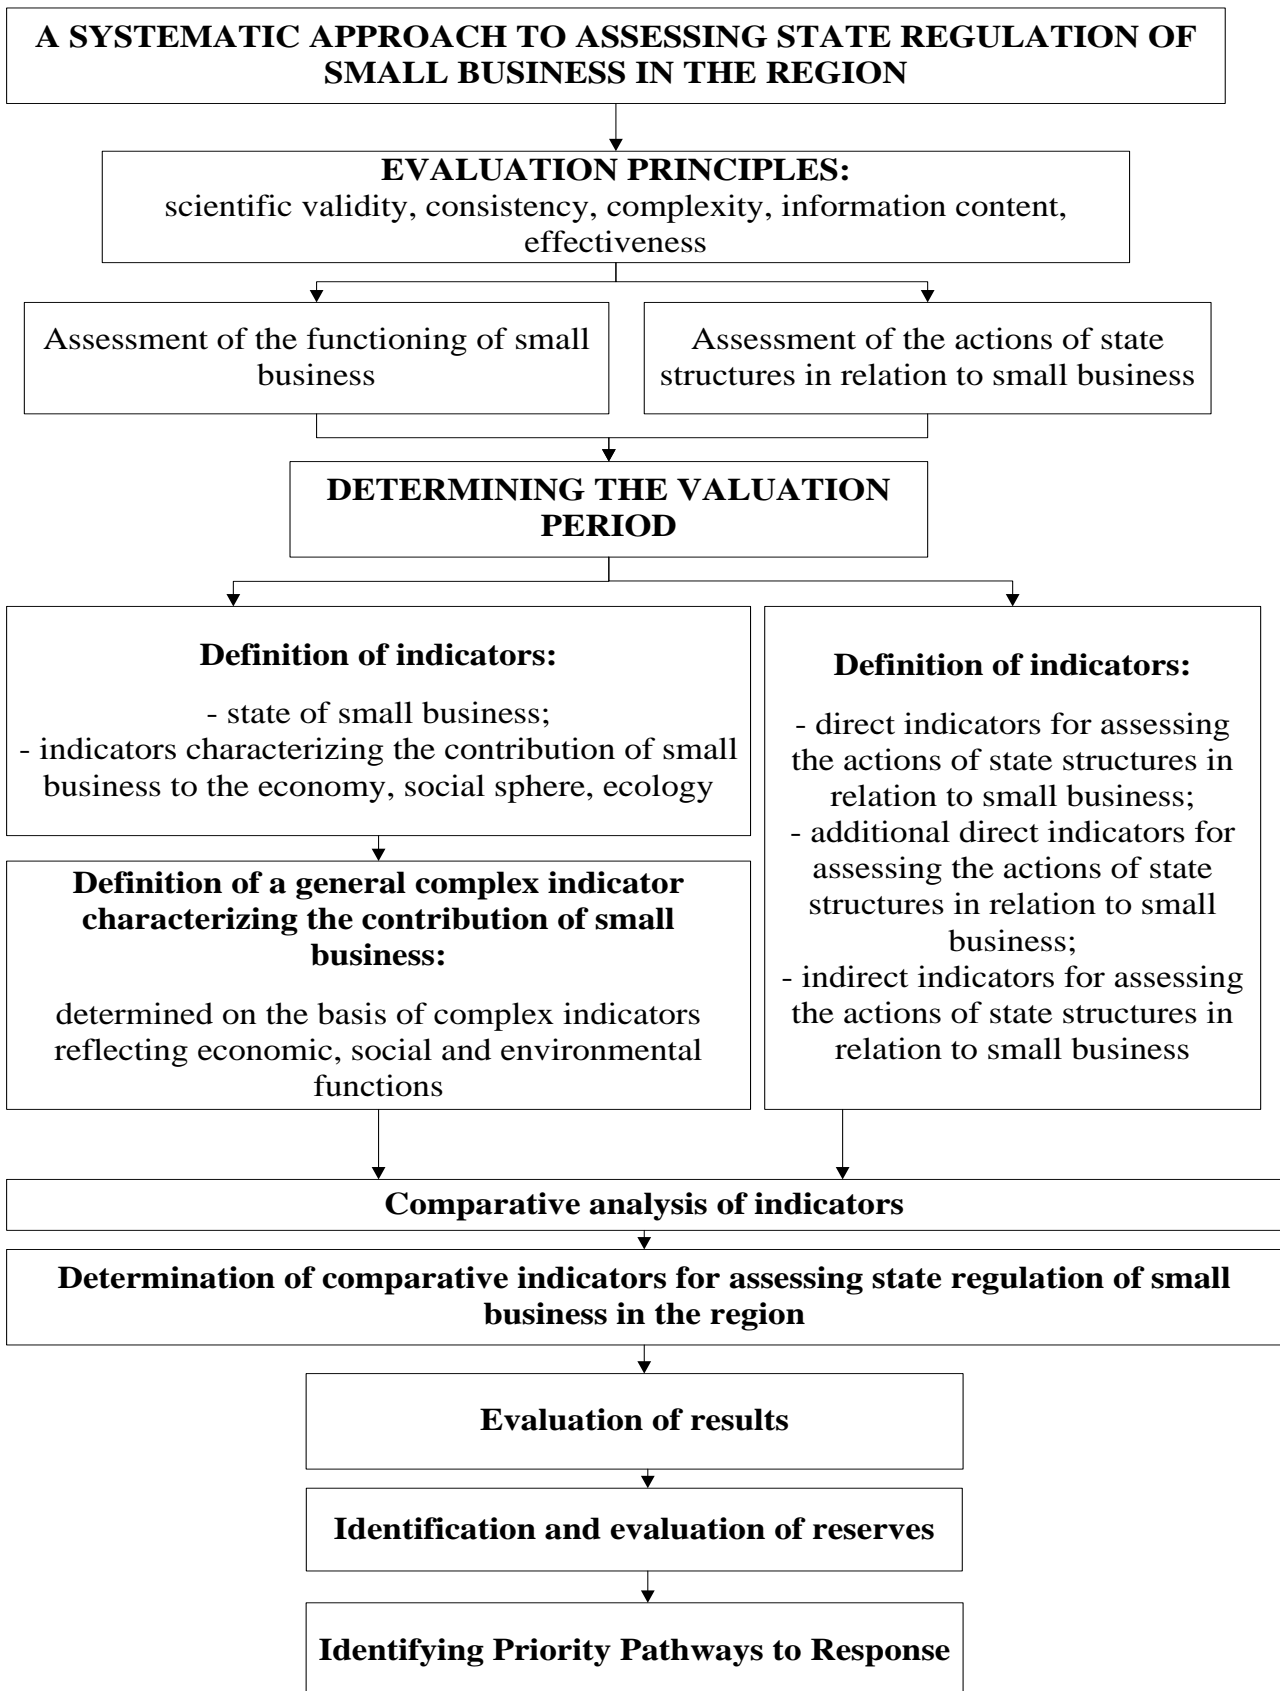 A SYSTEMATIC APPROACH TO ASSESSING STATE REGULATION OF
SMALL BUSINESS IN THE REGION
EVALUATION PRINCIPLES:
scientific validity, consistency, complexity, information content,
effectiveness
Assessment of the functioning of small
business
Assessment of the actions of state
structures in relation to small business
DETERMINING THE VALUATION
PERIOD
Definition of indicators:
- state of small business;
- indicators characterizing the contribution of small
business to the economy, social sphere, ecology
Definition of a general complex indicator
characterizing the contribution of small
business:
determined on the basis of complex indicators
reflecting economic, social and environmental
functions
Definition of indicators:
- direct indicators for assessing
the actions of state structures in
relation to small business;
- additional direct indicators for
assessing the actions of state
structures in relation to small
business;
- indirect indicators for assessing
the actions of state structures in
relation to small business
Comparative analysis of indicators
Determination of comparative indicators for assessing state regulation of small
business in the region
Evaluation of results
Identification and evaluation of reserves
Identifying Priority Pathways to Response